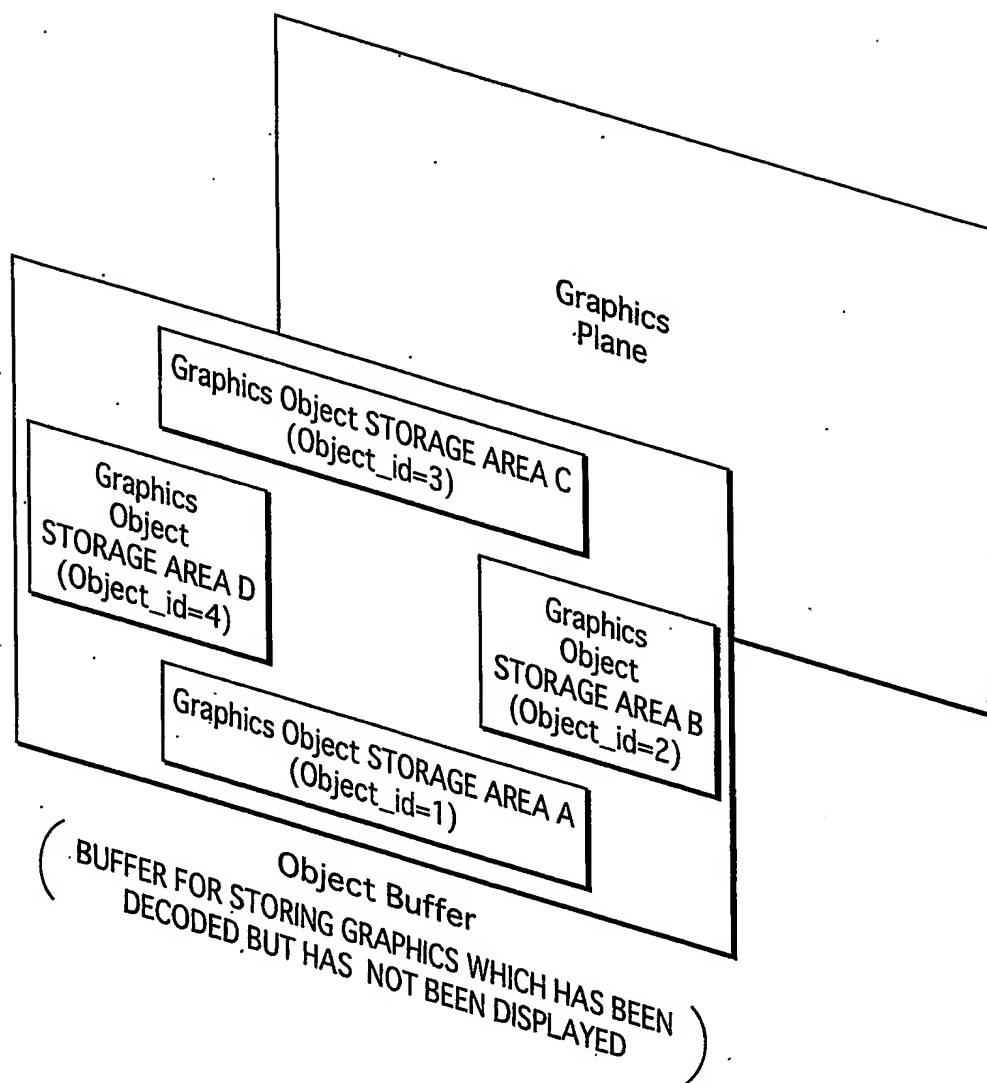 Graphics
Plane
Graphics Object STORAGE AREA C
(Object_id=3)
Graphics
Object
STORAGE AREA D
(Object_id=4)
Graphics
Object
STORAGE AREA B
(Object_id=2)
Graphics Object STORAGE AREA A
(Object_id=1)
Object Buffer
(BUFFER FOR STORING GRAPHICS WHICH HAS BEEN
DECODED BUT HAS NOT BEEN DISPLAYED)